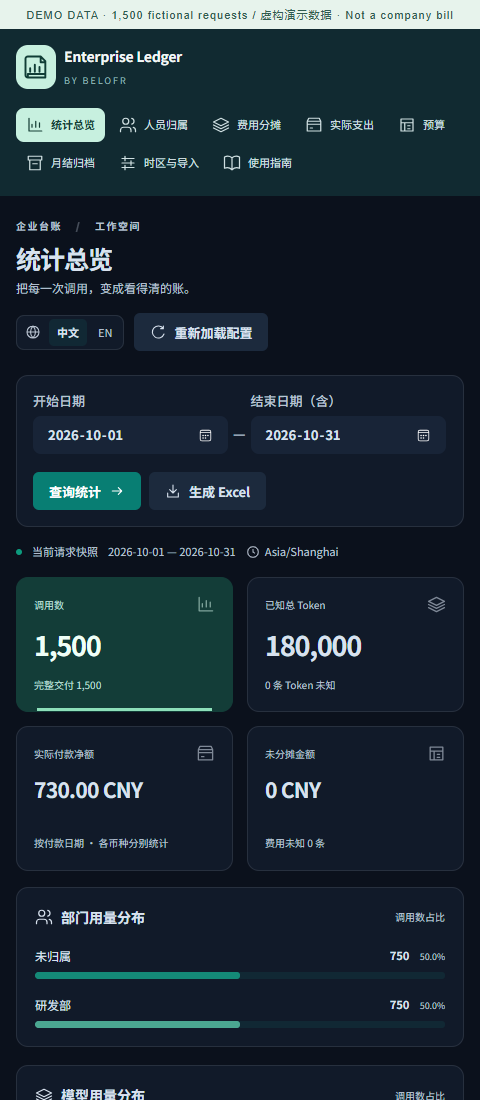 DEMO DATA · 1,500 fictional requests / 虚构演示数据 · Not a company bill
Enterprise Ledger
BY BELOFR
统计总览 人员归属 费用分摊 实际支出 预算
月结归档 时区与导入 使用指南
企业台账 / 工作空间
统计总览
把每一次调用，变成看得清的账。
中文 EN 重新加载配置
开始日期 结束日期（含）
2026-10-01 — 2026-10-31
查询统计 → 生成 Excel
当前请求快照 2026-10-01 — 2026-10-31 Asia/Shanghai
调用数 已知总 Token
1,500 180,000
完整交付 1,500 0 条 Token 未知
实际付款净额 未分摊金额
730.00 CNY 0 CNY
按付款日期 · 各币种分别统计 费用未知 0 条
部门用量分布 调用数占比
未归属 750 50.0%
研发部 750 50.0%
模型用量分布 调用数占比